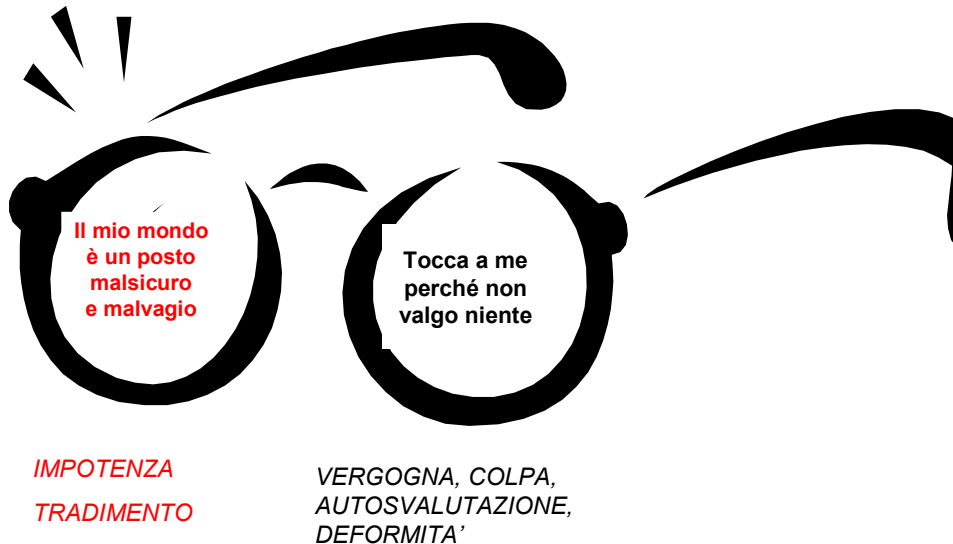 Il mio mondo
è un posto
malsicuro
e malvagio
Tocca a me
perché non
valgo niente
IMPOTENZA
TRADIMENTO
VERGOGNA, COLPA,
AUTOSVALUTAZIONE,
DEFORMITA’